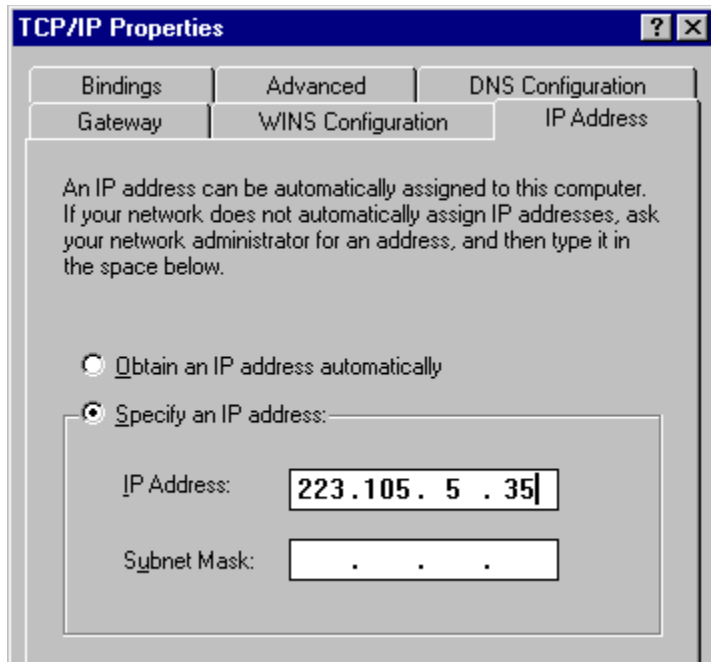 TCP/IP Properties
Bindings Advanced DNS Configuration
Gateway WINS Configuration IP Address
An IP address can be automatically assigned to this computer.
If your network does not automatically assign IP addresses, ask
your network administrator for an address, and then type it in
the space below.
Obtain an IP address automatically
Specify an IP address:
IP Address: 223.105. 5 .35
Subnet Mask: . . .